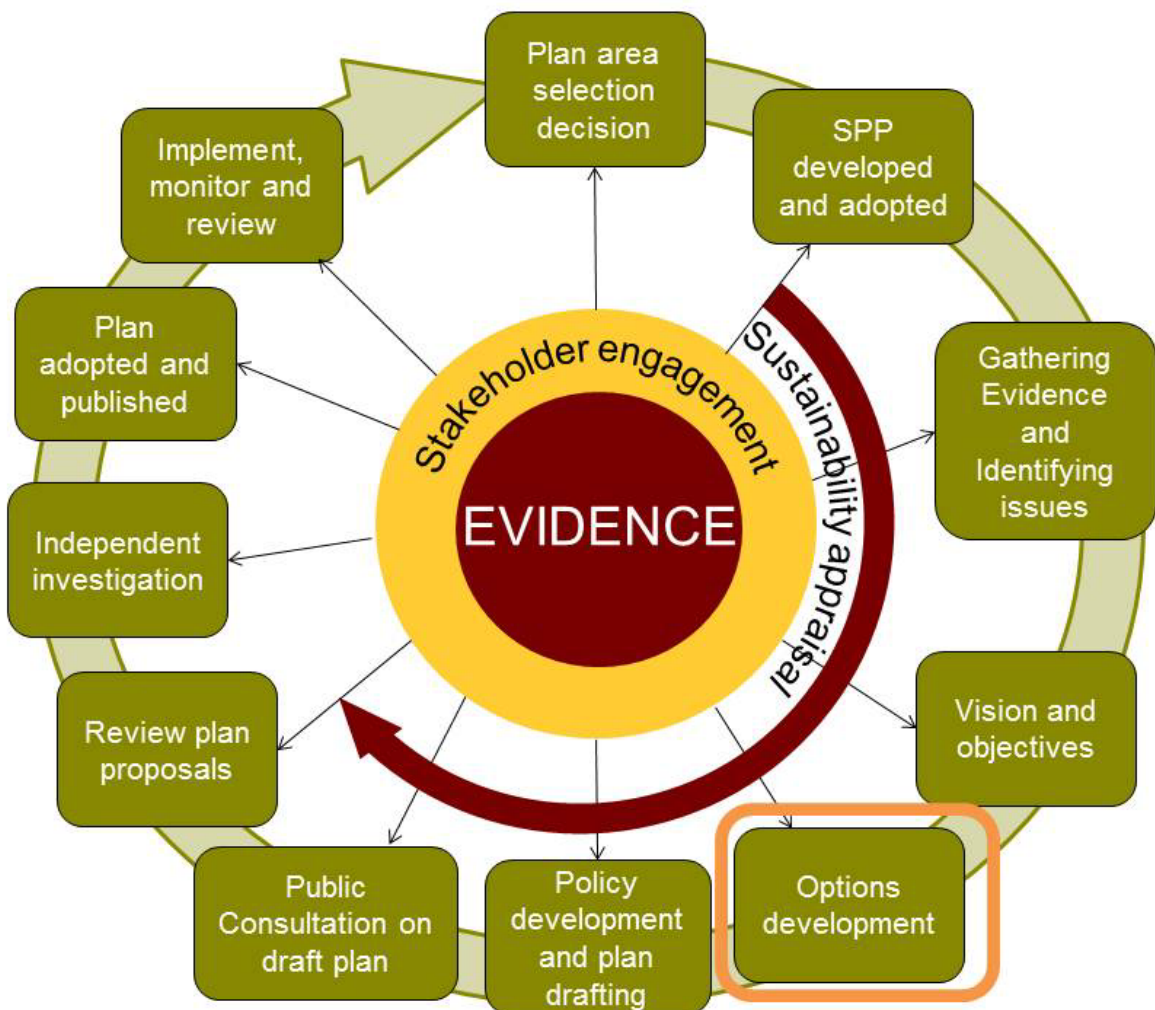 Plan area
selection
decision
SPP
developed
and adopted
Gathering
Evidence
and
Identifying
issues
Vision and
objectives
Options
development
Policy
development
and plan
drafting
Public
Consultation on
draft plan
Review plan
proposals
Independent
investigation
Plan
adopted and
published
Implement,
monitor and
review
Stakeholder engagement
EVIDENCE
Sustainability appraisal